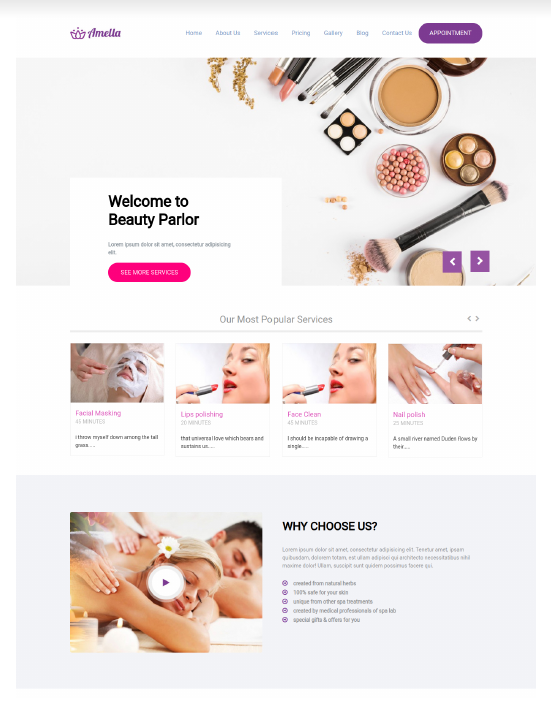 Amella
Home About Us Services Pricing Gallery Blog Contact Us APPOINTMENT
Welcome to
Beauty Parlor
Lorem ipsum dolor sit amet, consectetur adipisicing
elit.
SEE MORE SERVICES
Our Most Popular Services
Facial Masking
45 MINUTES
i throw myself down among the tall
grass.....
Lips polishing
20 MINUTES
that universal love which bears and
sustains us.....
Face Clean
45 MINUTES
I should be incapable of drawing a
single.....
Nail polish
25 MINUTES
A small river named Duden flows by
their.....
WHY CHOOSE US?
Lorem ipsum dolor sit amet, consectetur adipisicing elit. Tenetur amet, ipsum
quibusdam, dolorem totam, est ullam adipisci qui architecto necessitatibus nihil
maxime dolor! Ullam, suscipit sunt quidem possimus facere qui.
created from natural herbs
100% safe for your skin
unique from other spa treatments
created by medical professionals of spa lab
special gifts & offers for you